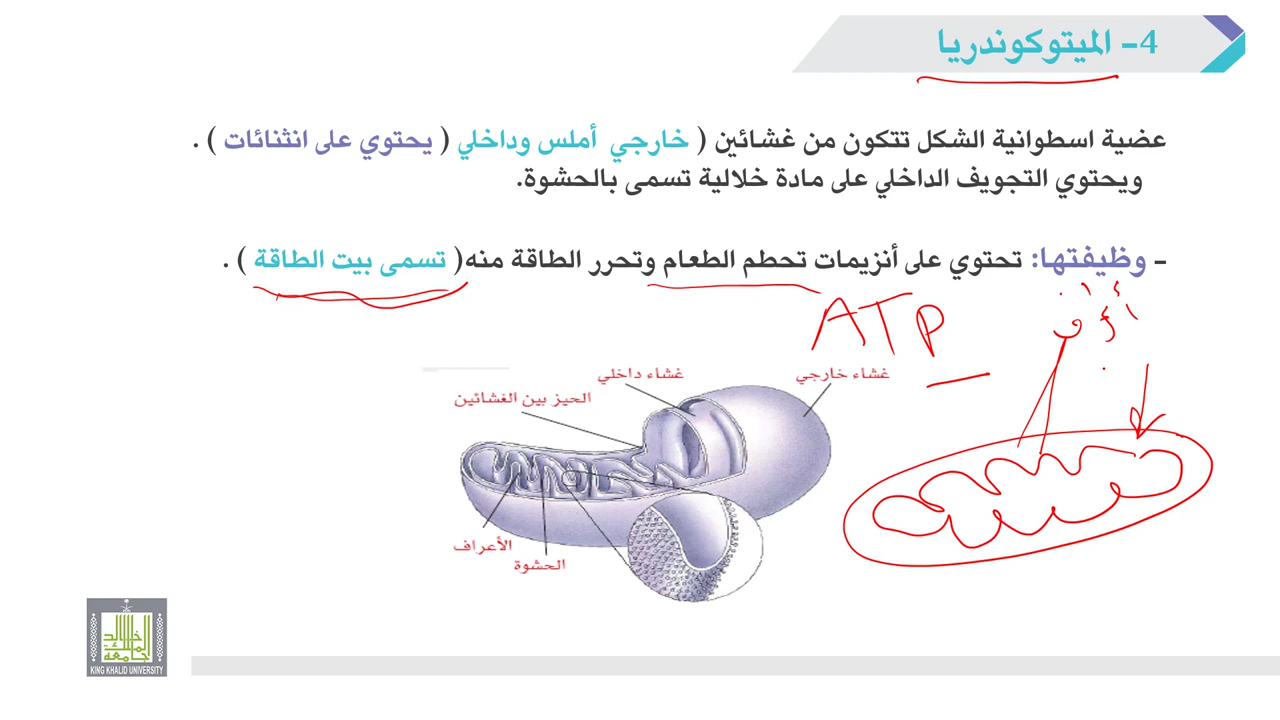 4- الميتوكوندريا
عضية اسطوانية الشكل تتكون من غشائين ( خارجي أملس وداخلي ( يحتوي على انثنائات ) .
ويحتوي التجويف الداخلي على مادة خلالية تسمى بالحشوة.
- وظيفتها: تحتوي على أنزيمات تحطم الطعام وتحرر الطاقة منه( تسمى بيت الطاقة ) .
ATP
غشاء خارجي
غشاء داخلي
الحيز بين الغشائين
الأعراف
الحشوة
KING KHALID UNIVERSITY